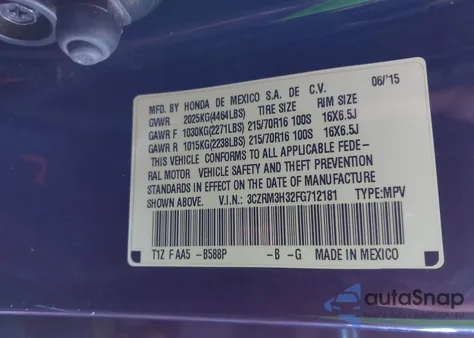 MFD. BY HONDA DE MEXICO S.A. DE C.V. 06/'15
GVWR 2025KG(4464LBS) TIRE SIZE RIM SIZE
GAWR F 1030KG(2271LBS) 215/70R16 100S 16X6.5J
GAWR R 1015KG(2238LBS) 215/70R16 100S 16X6.5J
THIS VEHICLE CONFORMS TO ALL APPLICABLE FEDE-
RAL MOTOR VEHICLE SAFETY AND THEFT PREVENTION
STANDARDS IN EFFECT ON THE DATE OF MANUFACTURE
SHOWN ABOVE. V.I.N.: 3CZRM3H32FG712181 TYPE:MPV
T1Z F AA5 -B588P -B -G MADE IN MEXICO
autoSnap